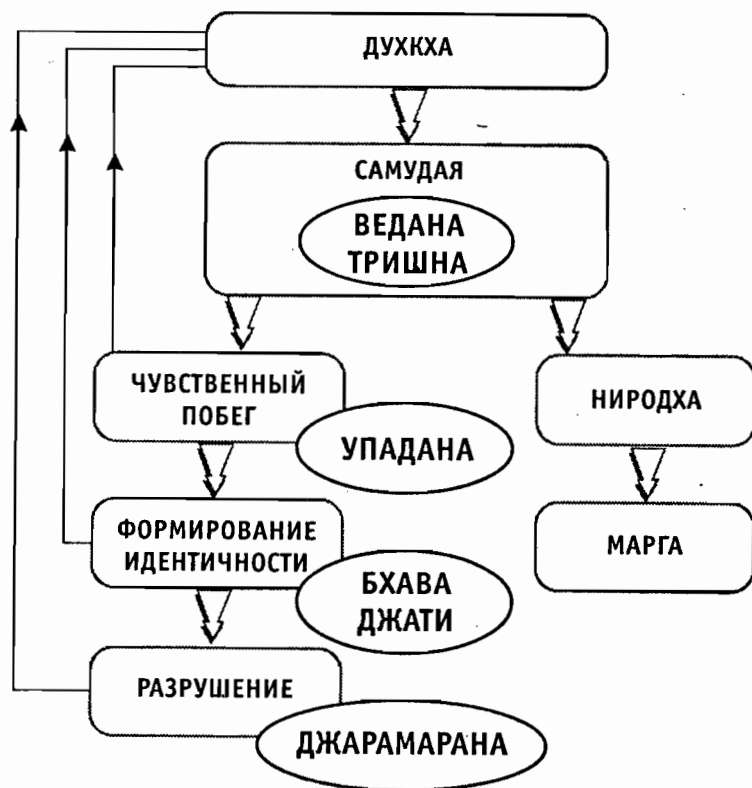 ДУХКХА
САМУДАЯ
ВЕДАНА
ТРИШНА
ЧУВСТВЕННЫЙ
ПОБЕГ
УПАДАНА
НИРОДХА
ФОРМИРОВАНИЕ
ИДЕНТИЧНОСТИ
БХАВА
ДЖАТИ
МАРГА
РАЗРУШЕНИЕ
ДЖАРАМАРАНА